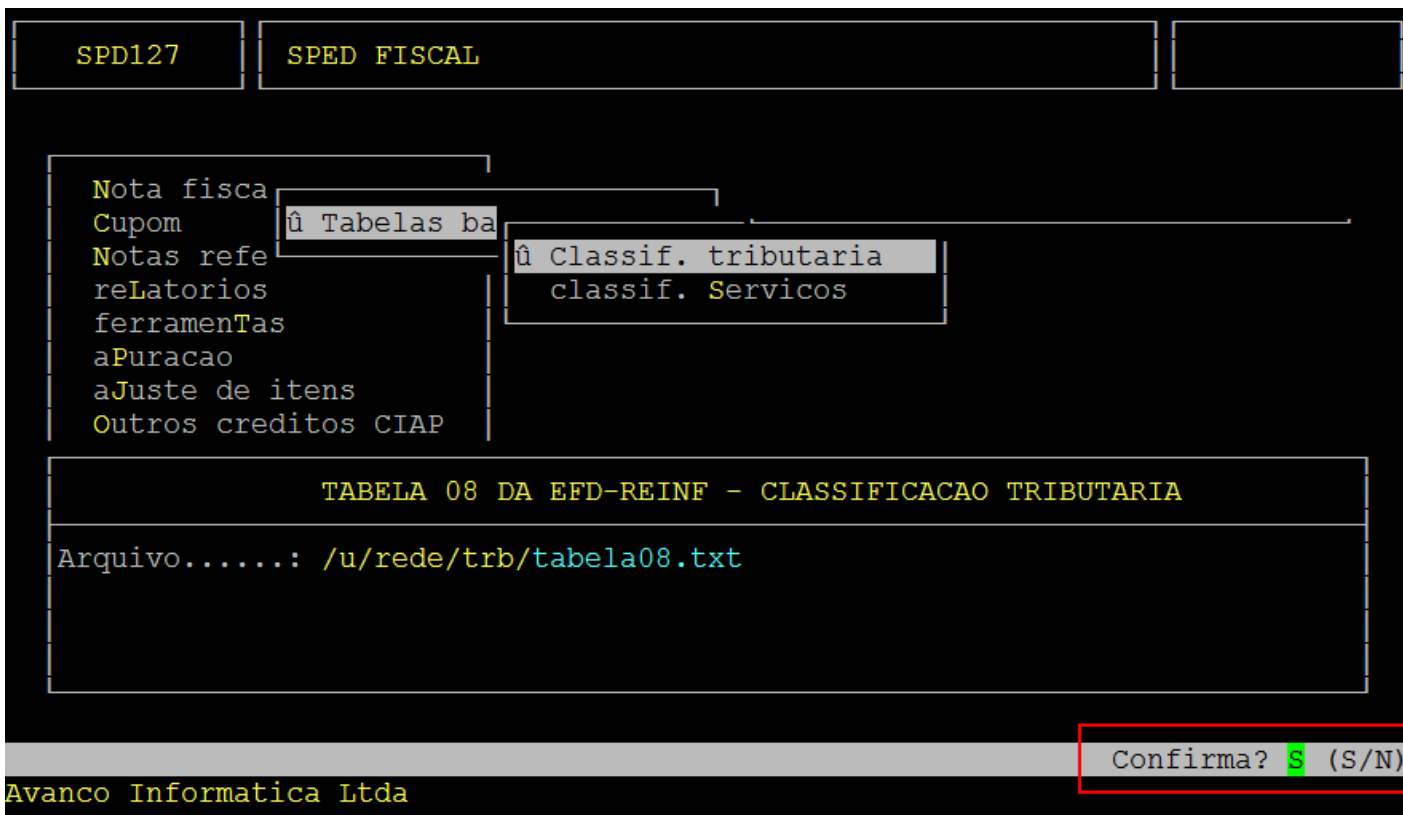 SPD127 SPED FISCAL
Nota fisca
Cupom û Tabelas ba
Notas refe û Classif. tributaria
reLatorios classif. Servicos
ferramenTas
aPuracao
aJuste de itens
Outros creditos CIAP
TABELA 08 DA EFD-REINF - CLASSIFICACAO TRIBUTARIA
Arquivo......: /u/rede/trb/tabela08.txt
Confirma? S (S/N)
Avanco Informatica Ltda